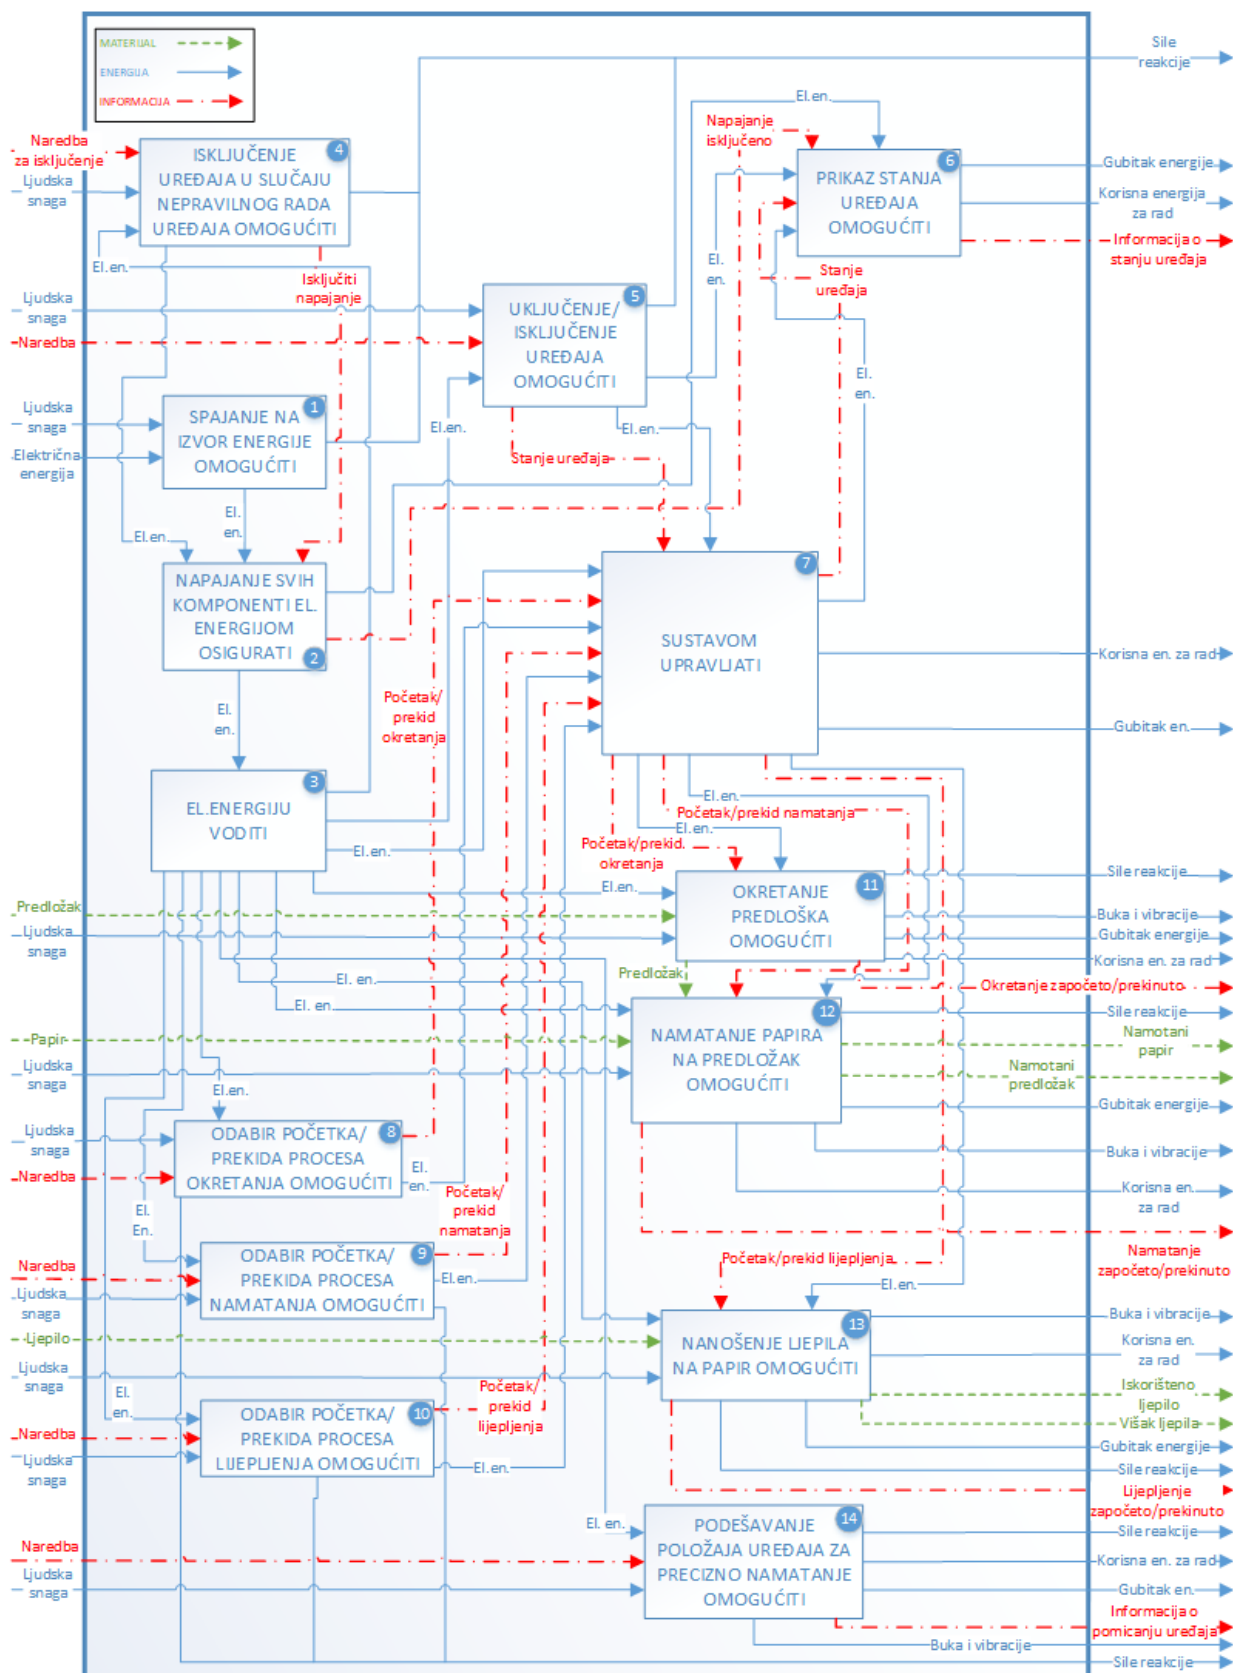 MATERIJAL
ENERGIJA
INFORMACIJA
Sile
reakcije
El.en.
Naredba
za isključenje
Ljudska
snaga
ISKLJUČENJE
UREĐAJA U SLUČAJU
NEPRAVILNOG RADA
UREĐAJA OMOGUĆITI
4
El.en.
Isključiti
napajanje
Napajanje
isključeno
PRIKAZ STANJA
UREĐAJA
OMOGUĆITI
6
Gubitak energije
Korisna energija
za rad
Informacija o
stanju uređaja
El.
en.
Stanje
uređaja
Ljudska
snaga
Naredba
UKLJUČENJE/
ISKLJUČENJE
UREĐAJA
OMOGUĆITI
5
El.
en.
Ljudska
snaga
Električna
energija
SPAJANJE NA
IZVOR ENERGIJE
OMOGUĆITI
1
El.en.
El.en.
Stanje uređaja
El.
en.
El.en.
NAPAJANJE SVIH
KOMPONENTI EL.
ENERGIJOM
OSIGURATI
2
SUSTAVOM
UPRAVLJATI
7
Korisna en. za rad
Gubitak en.
El.
en.
Početak/
prekid
okretanja
EL.ENERGIJU
VODITI
3
El.en.
El.en.
Početak/prekid namatanja
El.en.
Početak/prekid
okretanja
El.en.
OKRETANJE
PREDLOŠKA
OMOGUĆITI
11
Sile reakcije
Predložak
Buka i vibracije
Ljudska
snaga
Gubitak energije
Korisna en. za rad
Predložak
Okretanje započeto/prekinuto
El. en.
El. en.
NAMATANJE PAPIRA
NA PREDLOŽAK
OMOGUĆITI
12
Sile reakcije
Papir
Namotani
papir
Ljudska
snaga
Namotani
predložak
Gubitak energije
El.en.
Ljudska
snaga
Naredba
ODABIR POČETKA/
PREKIDA PROCESA
OKRETANJA OMOGUĆITI
8
El.
en.
Buka i vibracije
Korisna en.
za rad
El.
En.
Početak/
prekid
namatanja
Namatanje
započeto/prekinuto
Naredba
Ljudska
snaga
ODABIR POČETKA/
PREKIDA PROCESA
NAMATANJA OMOGUĆITI
9
El.en.
Početak/prekid lijepljenja
El.en.
Ljepilo
Ljudska
snaga
NANOŠENJE LJEPILA
NA PAPIR OMOGUĆITI
13
Buka i vibracije
Korisna en.
za rad
Iskorišteno
ljepilo
Višak ljepila
Gubitak energije
Sile reakcije
Lijepljenje
započeto/prekinuto
El.
en.
Početak/
prekid
lijepljenja
Naredba
Ljudska
snaga
ODABIR POČETKA/
PREKIDA PROCESA
LIJEPLJENJA OMOGUĆITI
10
El.en.
El. en.
Naredba
Ljudska
snaga
PODEŠAVANJE
POLOŽAJA UREĐAJA ZA
PRECIZNO NAMATANJE
OMOGUĆITI
14
Sile reakcije
Korisna en. za rad
Gubitak en.
Informacija o
pomicanju uređaja
Buka i vibracije
Sile reakcije